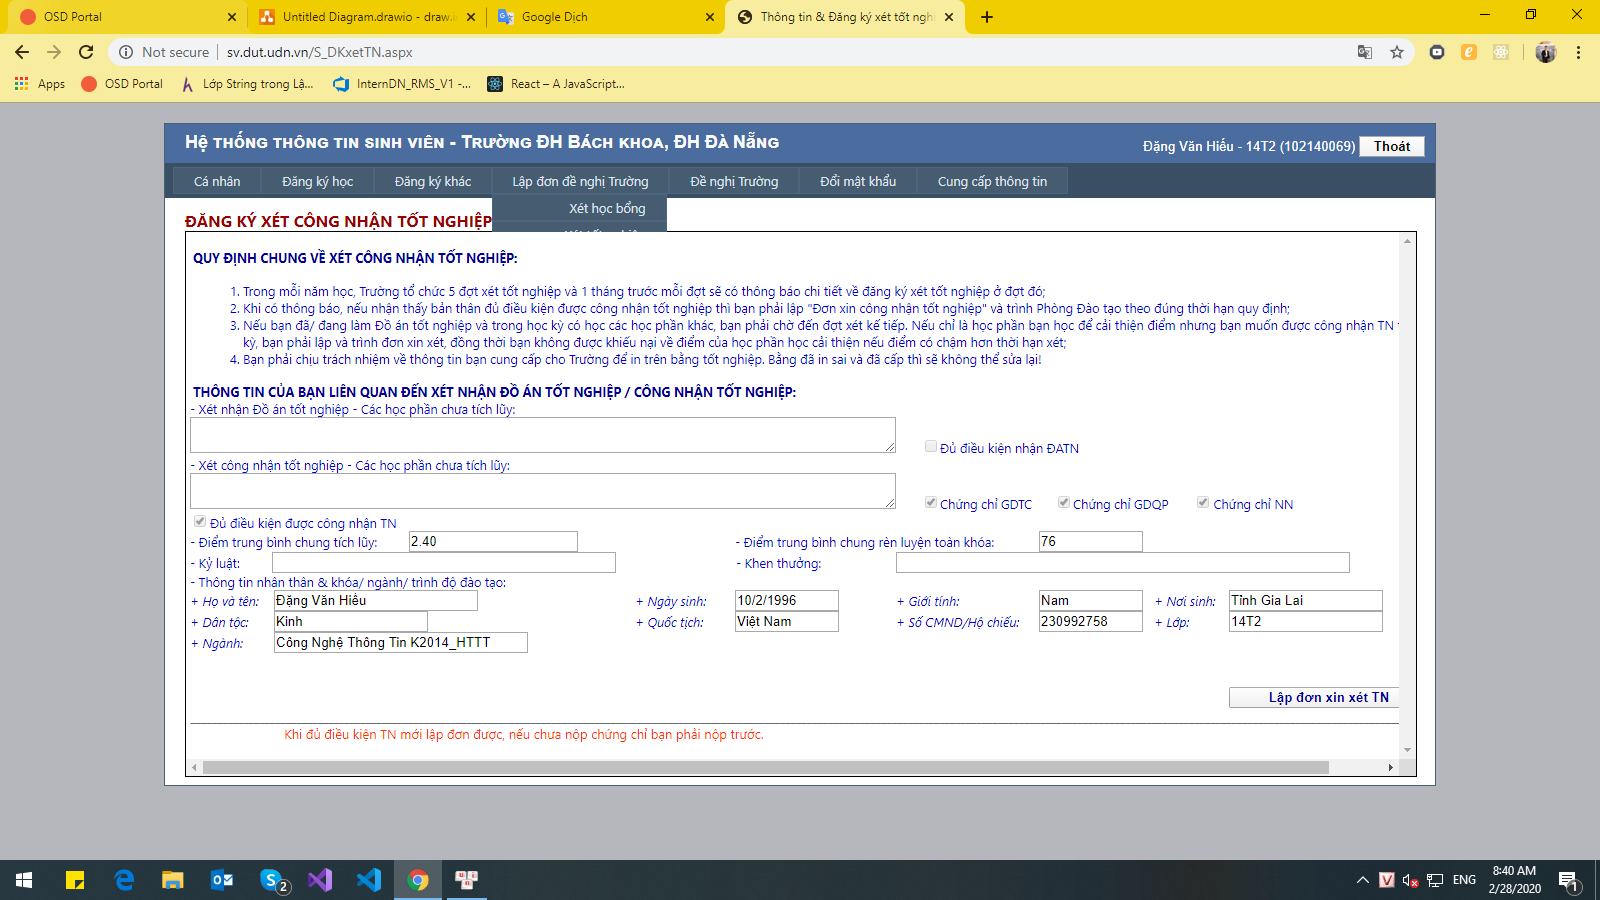 OSD Portal
Untitled Diagram.drawio - draw.i
Google Dịch
Thông tin & Đăng ký xét tốt ngh
Not secure
sv.dut.udn.vn/S_DKxetTN.aspx
Apps
OSD Portal
Lớp String trong Lậ...
InternDN_RMS_V1 -...
React – A JavaScript...
Hệ thống thông tin sinh viên - Trường ĐH Bách khoa, ĐH Đà Nẵng
Đặng Văn Hiếu - 14T2 (102140069)
Thoát
Cá nhân
Đăng ký học
Đăng ký khác
Lập đơn đề nghị Trường
Đề nghị Trường
Đổi mật khẩu
Cung cấp thông tin
Xét học bổng
ĐĂNG KÝ XÉT CÔNG NHẬN TỐT NGHIỆP
QUY ĐỊNH CHUNG VỀ XÉT CÔNG NHẬN TỐT NGHIỆP:
1. Trong mỗi năm học, Trường tổ chức 5 đợt xét tốt nghiệp và 1 tháng trước mỗi đợt sẽ có thông báo chi tiết về đăng ký xét tốt nghiệp ở đợt đó;
2. Khi có thông báo, nếu nhận thấy bản thân đủ điều kiện được công nhận tốt nghiệp thì bạn phải lập "Đơn xin công nhận tốt nghiệp" và trình Phòng Đào tạo theo đúng thời hạn quy định;
3. Nếu bạn đã/ đang làm Đồ án tốt nghiệp và trong học kỳ có học các học phần khác, bạn phải chờ đến đợt xét kế tiếp. Nếu chỉ là học phần bạn học để cải thiện điểm nhưng bạn muốn được công nhận TN
kỳ, bạn phải lập và trình đơn xin xét, đồng thời bạn không được khiếu nại về điểm của học phần học cải thiện nếu điểm có chậm hơn thời hạn xét;
4. Bạn phải chịu trách nhiệm về thông tin bạn cung cấp cho Trường để in trên bằng tốt nghiệp. Bằng đã in sai và đã cấp thì sẽ không thể sửa lại!
THÔNG TIN CỦA BẠN LIÊN QUAN ĐẾN XÉT NHẬN ĐỒ ÁN TỐT NGHIỆP / CÔNG NHẬN TỐT NGHIỆP:
- Xét nhận Đồ án tốt nghiệp - Các học phần chưa tích lũy:
Đủ điều kiện nhận ĐATN
- Xét công nhận tốt nghiệp - Các học phần chưa tích lũy:
Chứng chỉ GDTC
Chứng chỉ GDQP
Chứng chỉ NN
Đủ điều kiện được công nhận TN
- Điểm trung bình chung tích lũy:
2.40
- Điểm trung bình chung rèn luyện toàn khóa:
76
- Kỷ luật:
- Khen thưởng:
- Thông tin nhân thân & khóa/ ngành/ trình độ đào tạo:
+ Họ và tên:
Đặng Văn Hiếu
+ Ngày sinh:
10/2/1996
+ Giới tính:
Nam
+ Nơi sinh:
Tỉnh Gia Lai
+ Dân tộc:
Kinh
+ Quốc tịch:
Việt Nam
+ Số CMND/Hộ chiếu:
230992758
+ Lớp:
14T2
+ Ngành:
Công Nghệ Thông Tin K2014_HTTT
Lập đơn xin xét TN
Khi đủ điều kiện TN mới lập đơn được, nếu chưa nộp chứng chỉ bạn phải nộp trước.
2
ENG
8:40 AM
2/28/2020
1